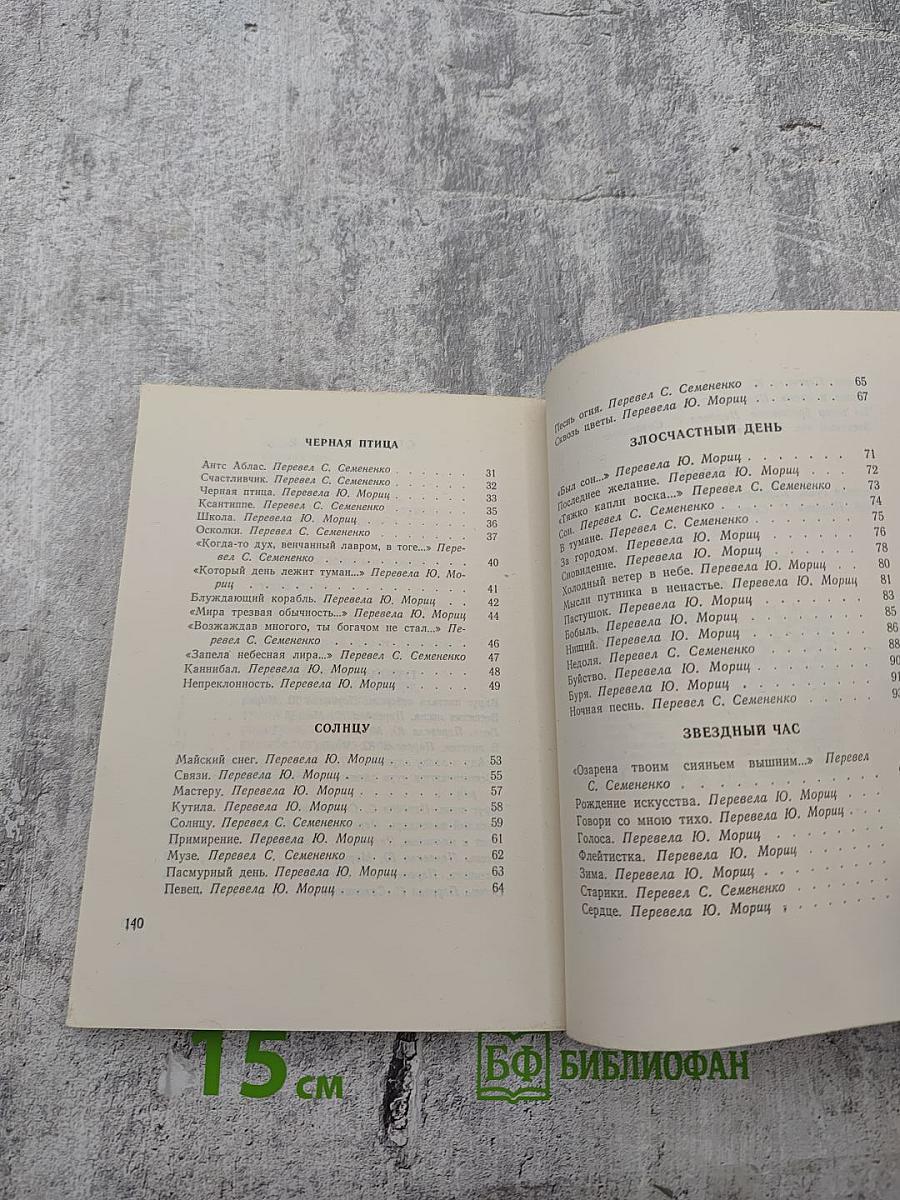 ЧЕРНАЯ ПТИЦА
Антс Аблас. Перевел С. Семененко . . . . . . 31
Счастливчик. Перевел С. Семененко . . . . . . 32
Черная птица. Перевела Ю. Мориц . . . . . . 33
Ксантиппе. Перевел С. Семененко . . . . . . 35
Школа. Перевела Ю. Мориц . . . . . . . 36
Осколки. Перевел С. Семененко . . . . . . 37
«Когда-то дух, венчанный лавром, в тоге...» Пере-
вел С. Семененко . . . . . . . . . 40
«Который день лежит туман...» Перевела Ю. Мо-
риц . . . . . . . . . . . . . 41
Блуждающий корабль. Перевела Ю. Мориц . . 42
«Мира трезвая обычность...» Перевела Ю. Мориц 44
«Возжаждав многого, ты богачом не стал...» Пе-
ревел С. Семененко . . . . . . . . . 46
«Запела небесная лира...» Перевел С. Семененко 47
Каннибал. Перевела Ю. Мориц . . . . . . 48
Непреклонность. Перевела Ю. Мориц . . . . . 49
СОЛНЦУ
Майский снег. Перевела Ю. Мориц . . . . . . 53
Связи. Перевела Ю. Мориц . . . . . . . . 55
Мастеру. Перевела Ю. Мориц . . . . . . . 57
Кутила. Перевела Ю. Мориц . . . . . . . 58
Солнцу. Перевел С. Семененко . . . . . . . 59
Примирение. Перевела Ю. Мориц . . . . . . 61
Музе. Перевел С. Семененко . . . . . . . 62
Пасмурный день. Перевела Ю. Мориц . . . . . 63
Певец. Перевела Ю. Мориц . . . . . . . . 64
140
Песнь огня. Перевел С. Семененко . . . . . . 65
Сквозь цветы. Перевела Ю. Мориц . . . . . . 67
ЗЛОСЧАСТНЫЙ ДЕНЬ
«Был сон...» Перевела Ю. Мориц . . . . . . . 71
Последнее желание. Перевела Ю. Мориц . . . 72
«Тяжко капли воска...» Перевел С. Семененко . 73
Сон. Перевел С. Семененко . . . . . . . . 74
В тумане. Перевел С. Семененко . . . . . . 75
За городом. Перевела Ю. Мориц . . . . . . 76
Сновидение. Перевела Ю. Мориц . . . . . . 78
Холодный ветер в небе. Перевела Ю. Мориц . . 80
Мысли путника в ненастье. Перевела Ю. Мориц 81
Пастушок. Перевела Ю. Мориц . . . . . . . 83
Бобыль. Перевела Ю. Мориц . . . . . . . 85
Нищий. Перевела Ю. Мориц . . . . . . . 86
Недоля. Перевел С. Семененко . . . . . . . 88
Буйство. Перевела Ю. Мориц . . . . . . . 90
Буря. Перевела Ю. Мориц . . . . . . . . 91
Ночная песнь. Перевел С. Семененко . . . . .
ЗВЕЗДНЫЙ ЧАС
«Озарена твоим сияньем вышним...» Перевел
С. Семененко . . . . . . . . . .
Рождение искусства. Перевела Ю. Мориц . . .
Говори со мною тихо. Перевела Ю. Мориц . . .
Голоса. Перевела Ю. Мориц . . . . . . .
Флейтистка. Перевела Ю. Мориц . . . . . .
Зима. Перевела Ю. Мориц . . . . . . . .
Старики. Перевел С. Семененко . . . . . .
Сердце. Перевела Ю. Мориц . . . . . . .
15 см
БФ БИБЛИОФАН